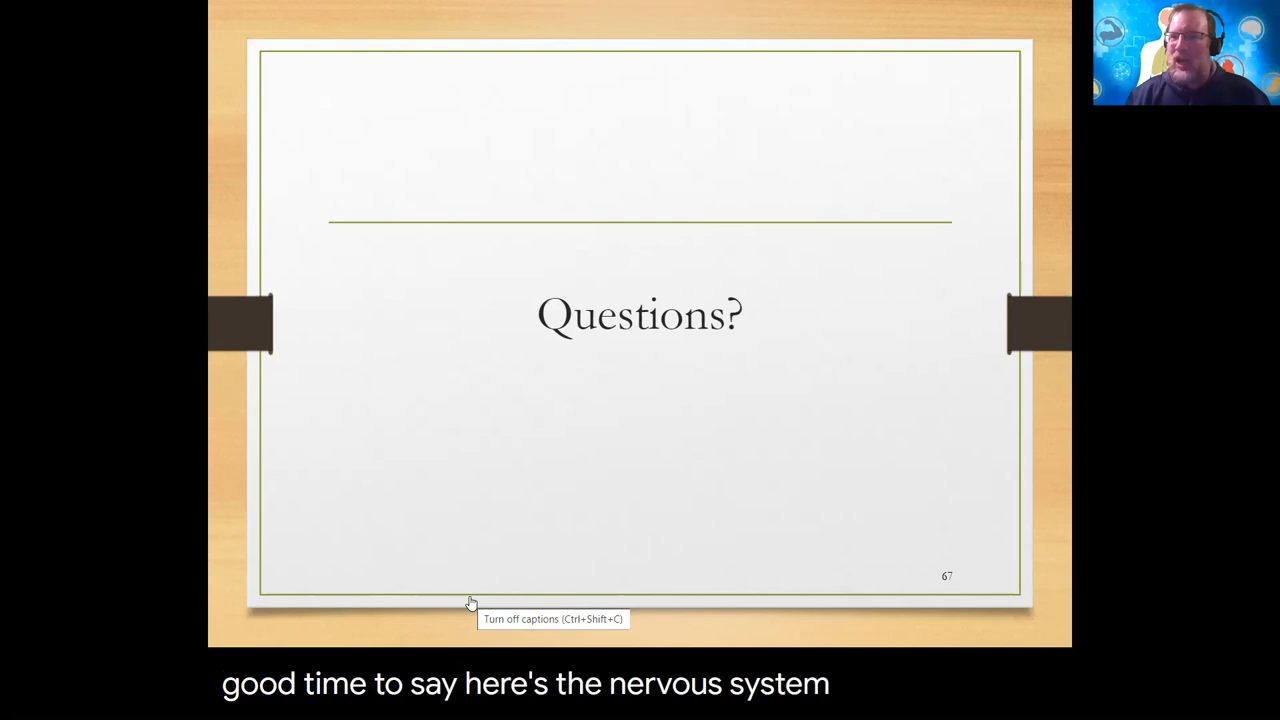 Questions?
67
Turn off captions (Ctrl+Shift+C)
good time to say here's the nervous system